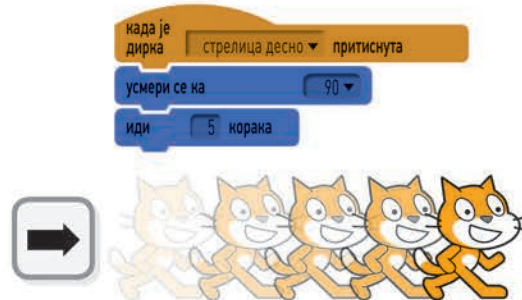 када је
дирка стрелица десно притиснута
усмери се ка 90
иди 5 корака